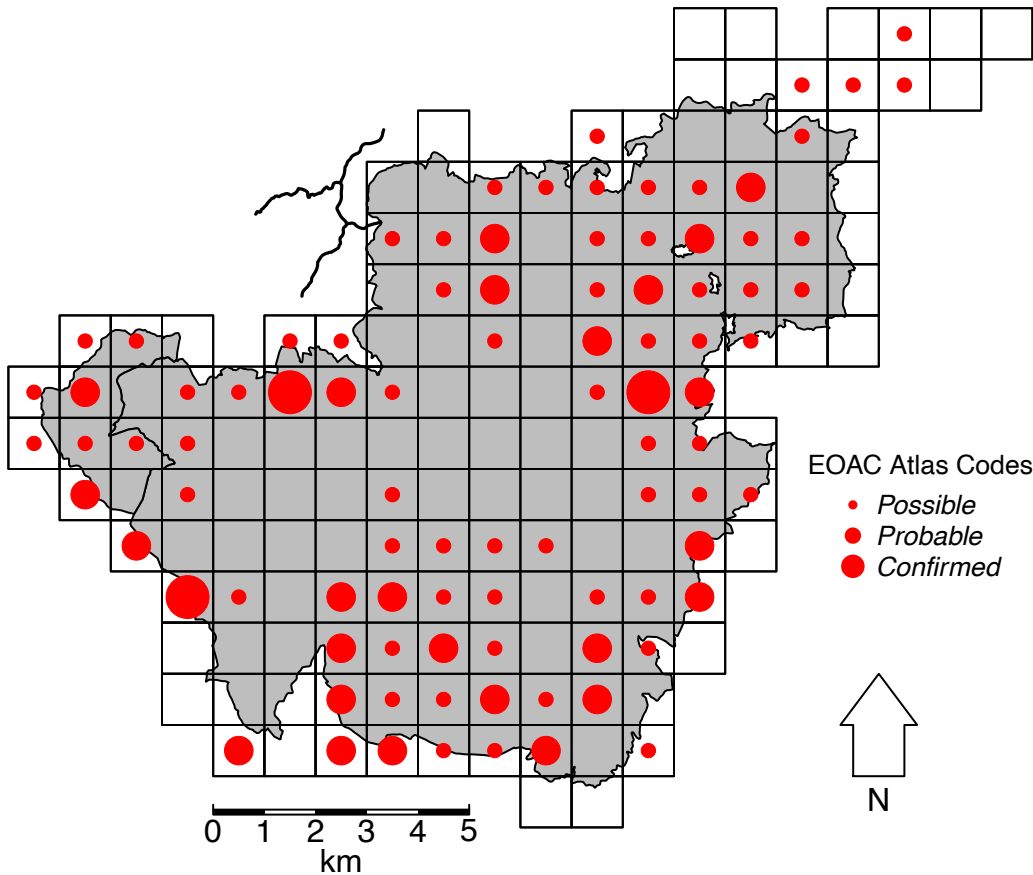 EOAC Atlas Codes
Possible
Probable
Confirmed
N
0 1 2 3 4 5
km